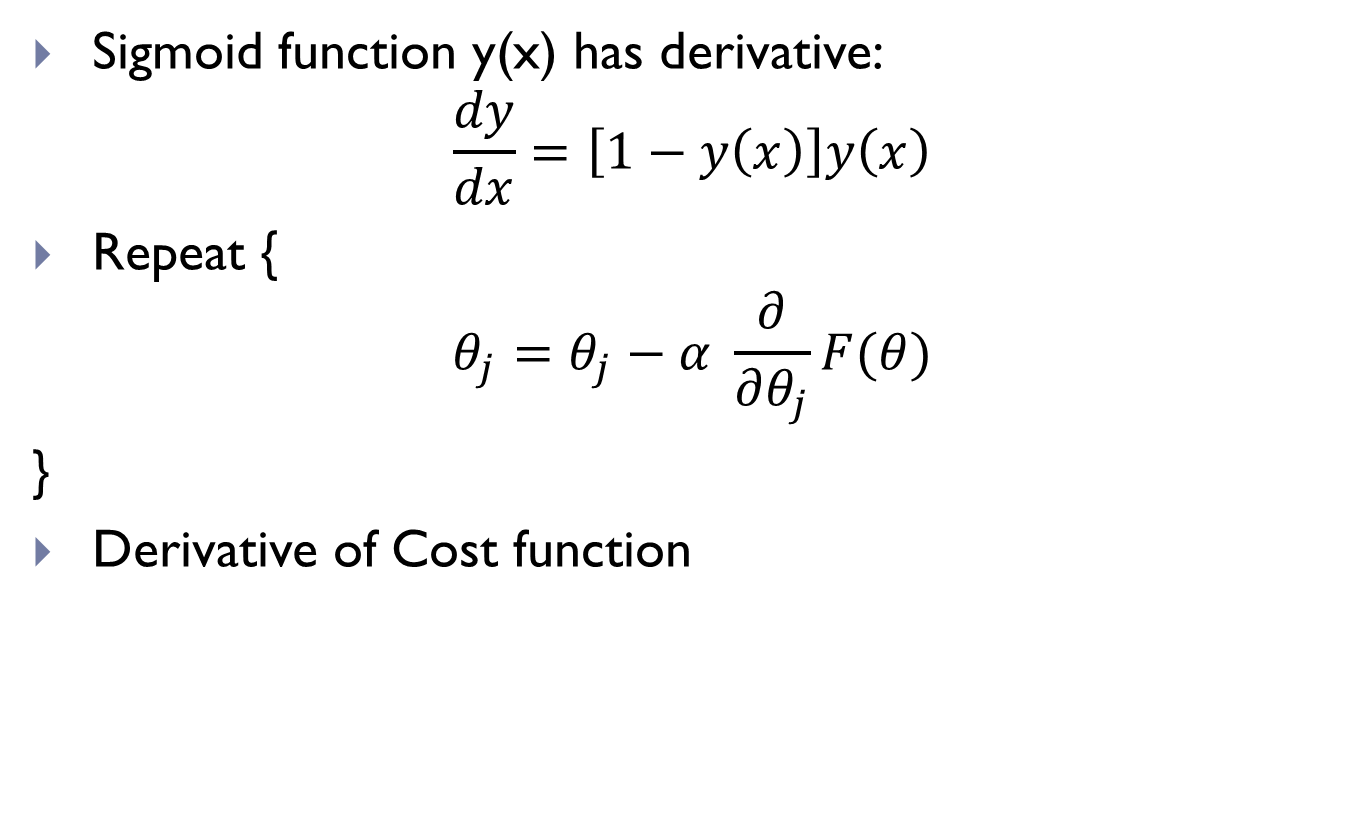 Sigmoid function y(x) has derivative:
dy/dx = [1 − y(x)]y(x)
Repeat {
θ_j = θ_j − α ∂/∂θ_j F(θ)
}
Derivative of Cost function